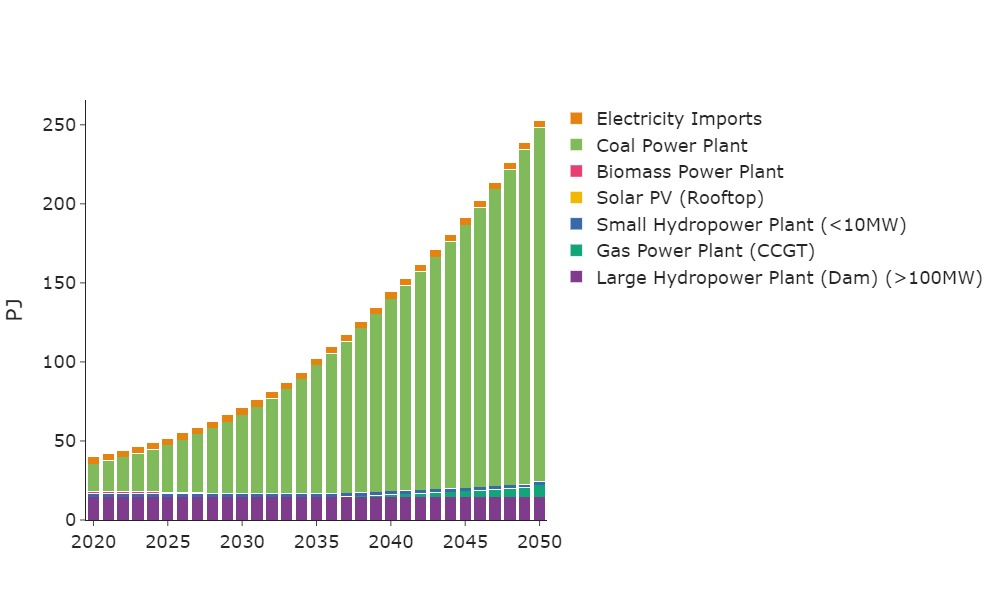 250
200
150
100
50
0
PJ
2020 2025 2030 2035 2040 2045 2050
Electricity Imports
Coal Power Plant
Biomass Power Plant
Solar PV (Rooftop)
Small Hydropower Plant (<10MW)
Gas Power Plant (CCGT)
Large Hydropower Plant (Dam) (>100MW)